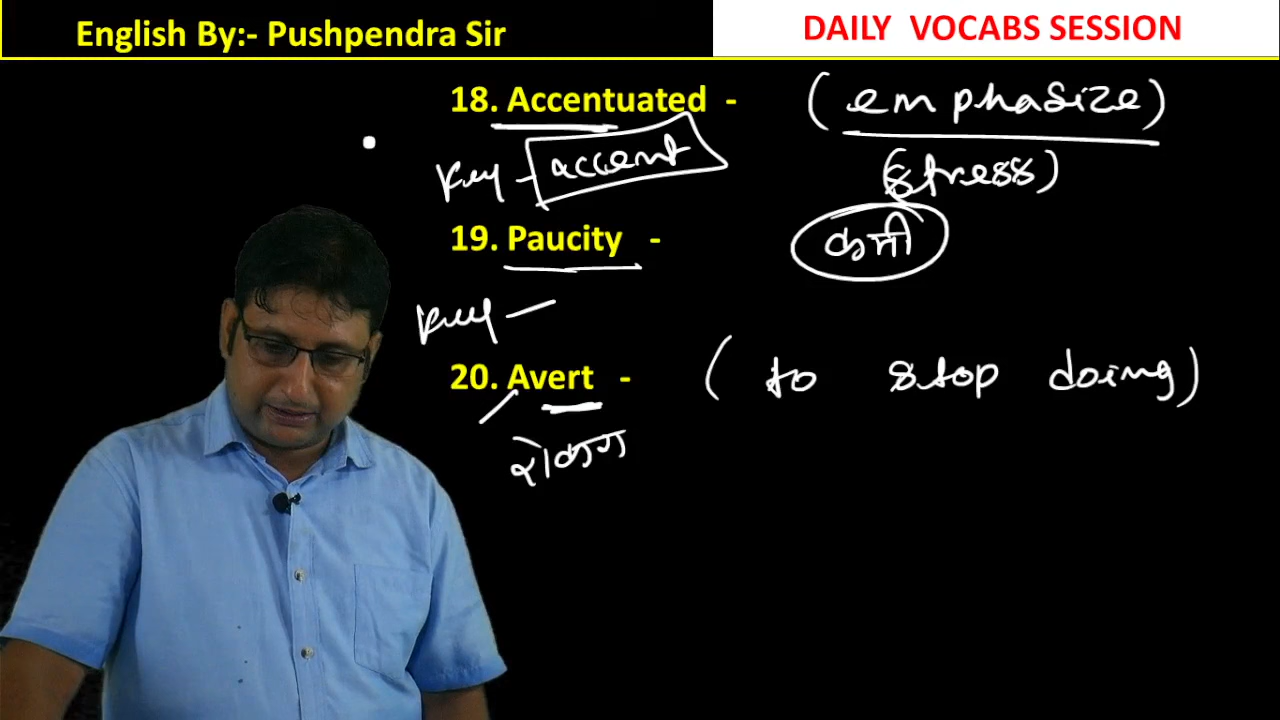 English By:- Pushpendra Sir
DAILY VOCABS SESSION
18. Accentuated - (emphasize)
Key - accent (stress)
19. Paucity - कमी
Key -
20. Avert - (to stop doing)
रोकना